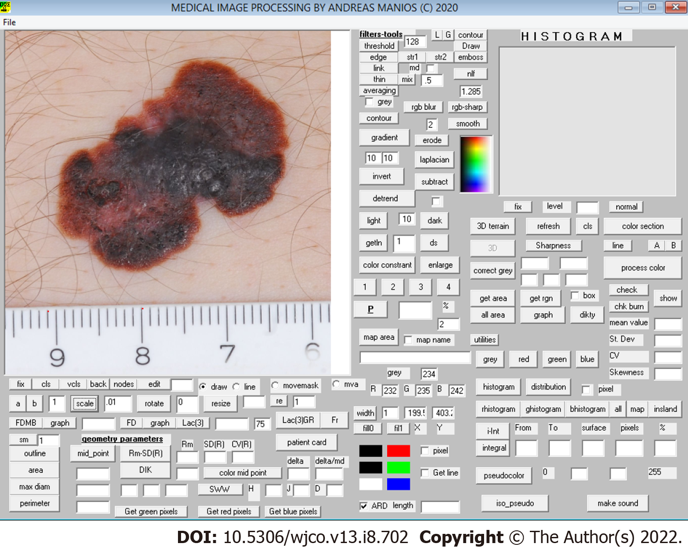 MEDICAL IMAGE PROCESSING BY ANDREAS MANIOS (C) 2020
File
9 8 7 6
fix cls vcls back nodes edit draw line movemask mva
a b 1 scale .01 rotate 0 resize re 1
FDMB graph FD graph Lac(3) 75 Lac(3)GR Fr
sm 1 geometry parameters Rm SD(R) CV(R) patient card
outline mid_point Rm-SD(R)
area DIK color mid point delta delta/md
max diam SWW H J D
perimeter Get green pixels Get red pixels Get blue pixels
filters-tools L G contour
threshold 128 Draw
edge str1 str2 emboss
link md nlf
thin mix .5
averaging 1.285
grey rgb blur rgb-sharp
contour 2 smooth
gradient erode
10 10 laplacian
invert subtract
detrend
light 10 dark
getIn 1 ds
color constrant enlarge
1 2 3 4
P %
2
map area map name
grey 234
R 232 G 235 B 242
width 1 199.5 403.2
fill0 fil1 X Y
pixel
Get line
ARD length
HISTOGRAM
fix level normal
3D terrain refresh cls color section
3D Sharpness line A B
correct grey process color
get area get rgn box check show
all area graph dikty chk burn
mean value
utilities St. Dev
grey red green blue CV
Skewness
histogram distribution pixel
rhistogram ghistogram bhistogram all map insland
i-Int From To surface pixels %
integral
pseudocolor 0 255
iso_pseudo make sound
DOI: 10.5306/wjco.v13.i8.702 Copyright © The Author(s) 2022.